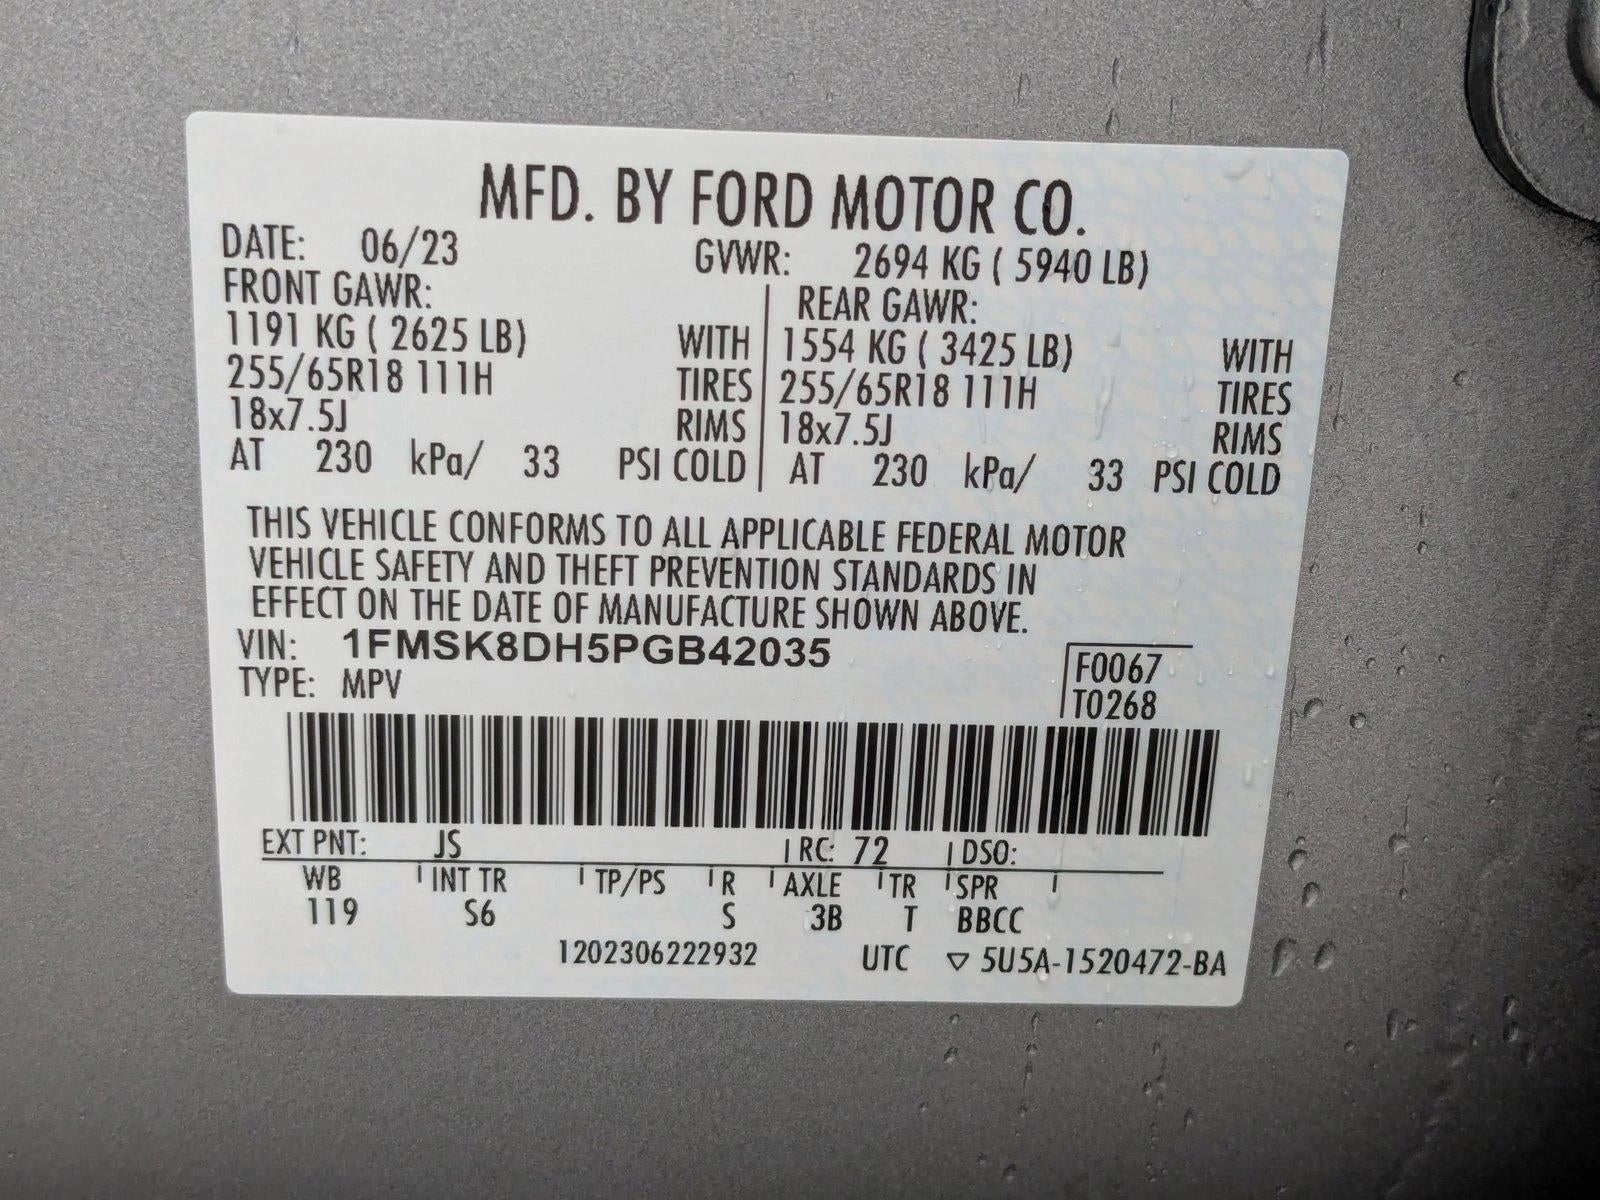 MFD. BY FORD MOTOR CO.
DATE: 06/23 GVWR: 2694 KG ( 5940 LB)
FRONT GAWR: REAR GAWR:
1191 KG ( 2625 LB) WITH 1554 KG ( 3425 LB) WITH
255/65R18 111H TIRES 255/65R18 111H TIRES
18x7.5J RIMS 18x7.5J RIMS
AT 230 kPa/ 33 PSI COLD AT 230 kPa/ 33 PSI COLD
THIS VEHICLE CONFORMS TO ALL APPLICABLE FEDERAL MOTOR
VEHICLE SAFETY AND THEFT PREVENTION STANDARDS IN
EFFECT ON THE DATE OF MANUFACTURE SHOWN ABOVE.
VIN: 1FMSK8DH5PGB42035
TYPE: MPV
F0067
T0268
EXT PNT: JS RC: 72 DSO:
WB INT TR TP/PS R AXLE TR SPR
119 S6 S 3B T BBCC
1202306222932 UTC ▽ 5U5A-1520472-BA